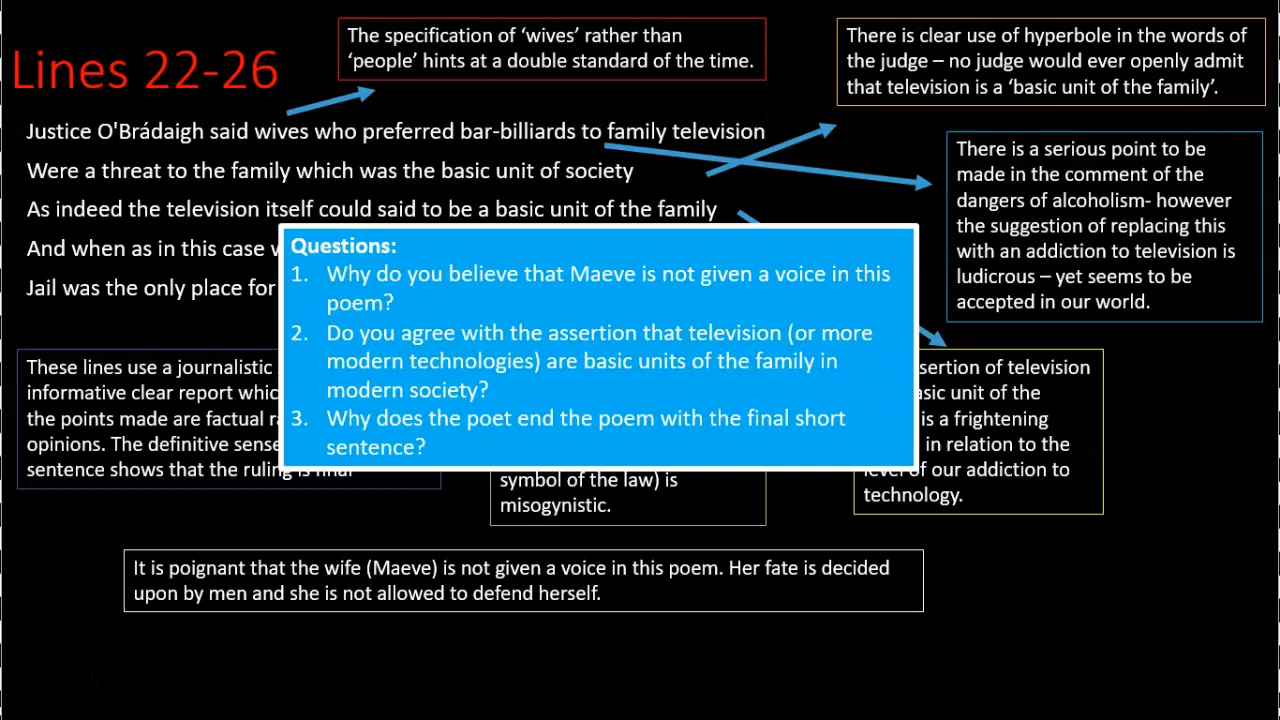 Lines 22-26
The specification of ‘wives’ rather than
‘people’ hints at a double standard of the time.
There is clear use of hyperbole in the words of
the judge – no judge would ever openly admit
that television is a ‘basic unit of the family’.
Justice O'Brádaigh said wives who preferred bar-billiards to family television
Were a threat to the family which was the basic unit of society
As indeed the television itself could said to be a basic unit of the family
And when as in this case
Jail was the only place for
There is a serious point to be
made in the comment of the
dangers of alcoholism- however
the suggestion of replacing this
with an addiction to television is
ludicrous – yet seems to be
accepted in our world.
Questions:
1. Why do you believe that Maeve is not given a voice in this
poem?
2. Do you agree with the assertion that television (or more
modern technologies) are basic units of the family in
modern society?
3. Why does the poet end the poem with the final short
sentence?
These lines use a journalistic
informative clear report
the points made are factual
opinions. The definitive sense
sentence shows that the ruling is final
symbol of the law) is
misogynistic.
of television
unit of the
is a frightening
in relation to the
level of our addiction to
technology.
It is poignant that the wife (Maeve) is not given a voice in this poem. Her fate is decided
upon by men and she is not allowed to defend herself.